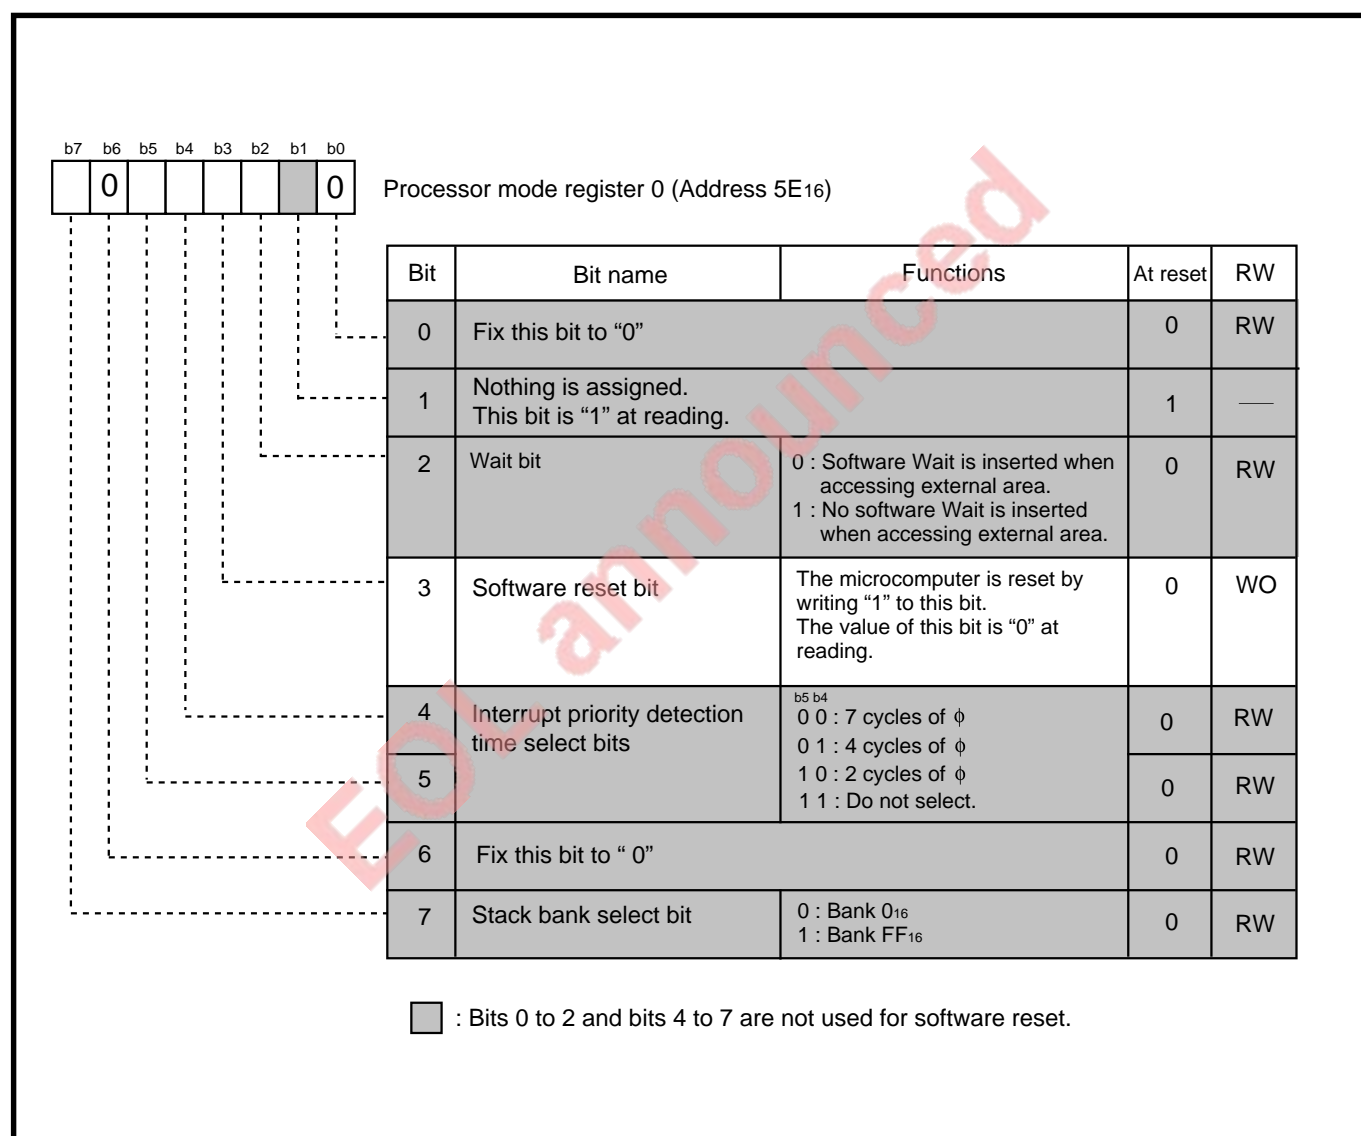 b7 b6 b5 b4 b3 b2 b1 b0
0 0
Processor mode register 0 (Address 5E16)
Bit Bit name Functions At reset RW
0 Fix this bit to “0” 0 RW
1 Nothing is assigned.
This bit is “1” at reading. 1 —
2 Wait bit 0 : Software Wait is inserted when
accessing external area.
1 : No software Wait is inserted
when accessing external area. 0 RW
3 Software reset bit The microcomputer is reset by
writing “1” to this bit.
The value of this bit is “0” at
reading. 0 WO
b5 b4
4 Interrupt priority detection 0 0 : 7 cycles of ϕ 0 RW
time select bits 0 1 : 4 cycles of ϕ
5 1 0 : 2 cycles of ϕ 0 RW
1 1 : Do not select.
6 Fix this bit to “ 0” 0 RW
7 Stack bank select bit 0 : Bank 016 0 RW
1 : Bank FF16
: Bits 0 to 2 and bits 4 to 7 are not used for software reset.
EOL announced